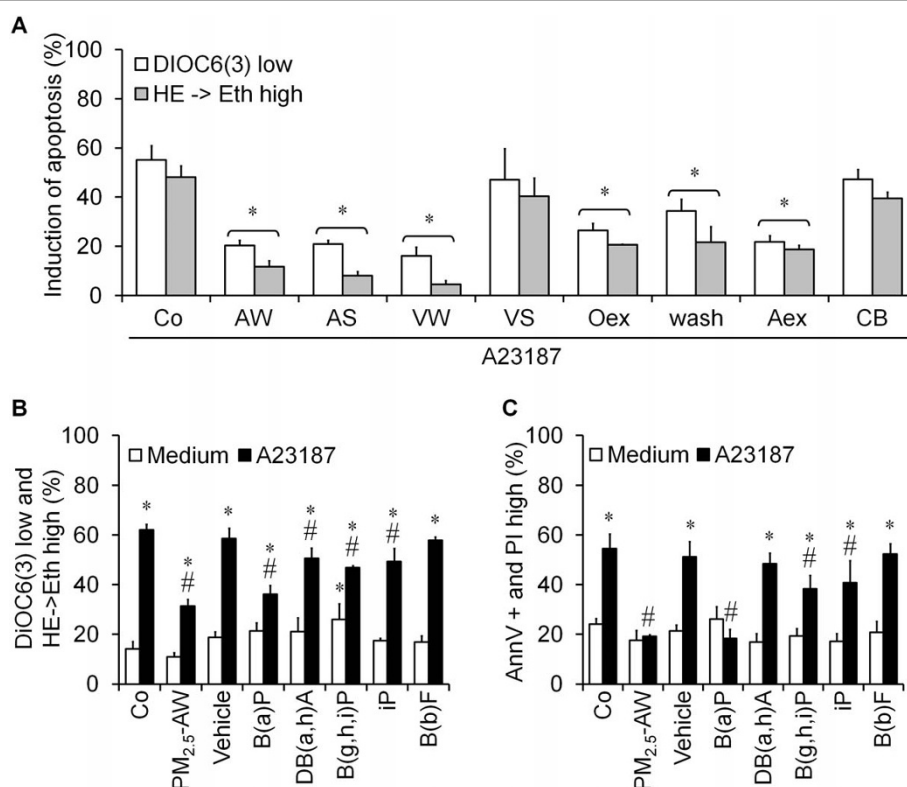 A
Induction of apoptosis (%)
100
80
60
40
20
0
DIOC6(3) low
HE -> Eth high
* * * * * *
Co AW AS VW VS Oex wash Aex CB
A23187
B
DiOC6(3) low and
HE->Eth high (%)
100
80
60
40
20
0
Medium A23187
* * # * * # * # * * # * # *
Co PM2.5-AW Vehicle B(a)P DB(a,h)A B(g,h,i)P iP B(b)F
C
AnnV + and PI high (%)
100
80
60
40
20
0
Medium A23187
* # * # * * # * # *
Co PM2.5-AW Vehicle B(a)P DB(a,h)A B(g,h,i)P iP B(b)F